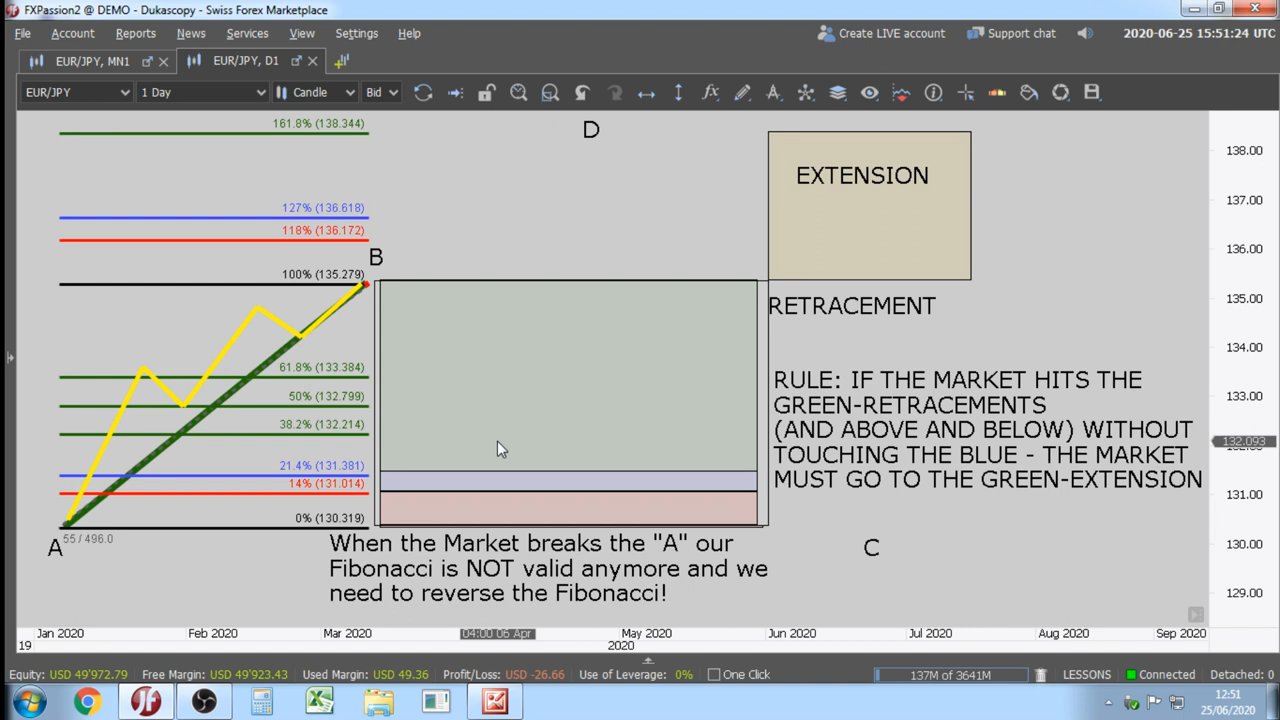 FXPassion2 @ DEMO - Dukascopy - Swiss Forex Marketplace
File Account Reports News Services View Settings Help
Create LIVE account Support chat 2020-06-25 15:51:24 UTC
EUR/JPY, MN1 EUR/JPY, D1
EUR/JPY 1 Day Candle Bid
161.8% (138.344)
D
138.00
EXTENSION
127% (136.618)
137.00
118% (136.172)
136.00
B
100% (135.279)
135.00
RETRACEMENT
134.00
61.8% (133.384)
50% (132.799)
133.00
38.2% (132.214)
RULE: IF THE MARKET HITS THE
GREEN-RETRACEMENTS
(AND ABOVE AND BELOW) WITHOUT
TOUCHING THE BLUE - THE MARKET
MUST GO TO THE GREEN-EXTENSION
132.093
21.4% (131.381)
14% (131.014)
131.00
0% (130.319)
A
55 / 496.0
130.00
When the Market breaks the "A" our
Fibonacci is NOT valid anymore and we
need to reverse the Fibonacci!
C
129.00
Jan 2020 Feb 2020 Mar 2020 04:00 06 Apr May 2020 Jun 2020 Jul 2020 Aug 2020 Sep 2020
19 2020
Equity: USD 49'972.79 Free Margin: USD 49'923.43 Used Margin: USD 49.36 Profit/Loss: USD -26.66 Use of Leverage: 0% One Click 137M of 3641M LESSONS Connected Detached: 0
12:51
25/06/2020